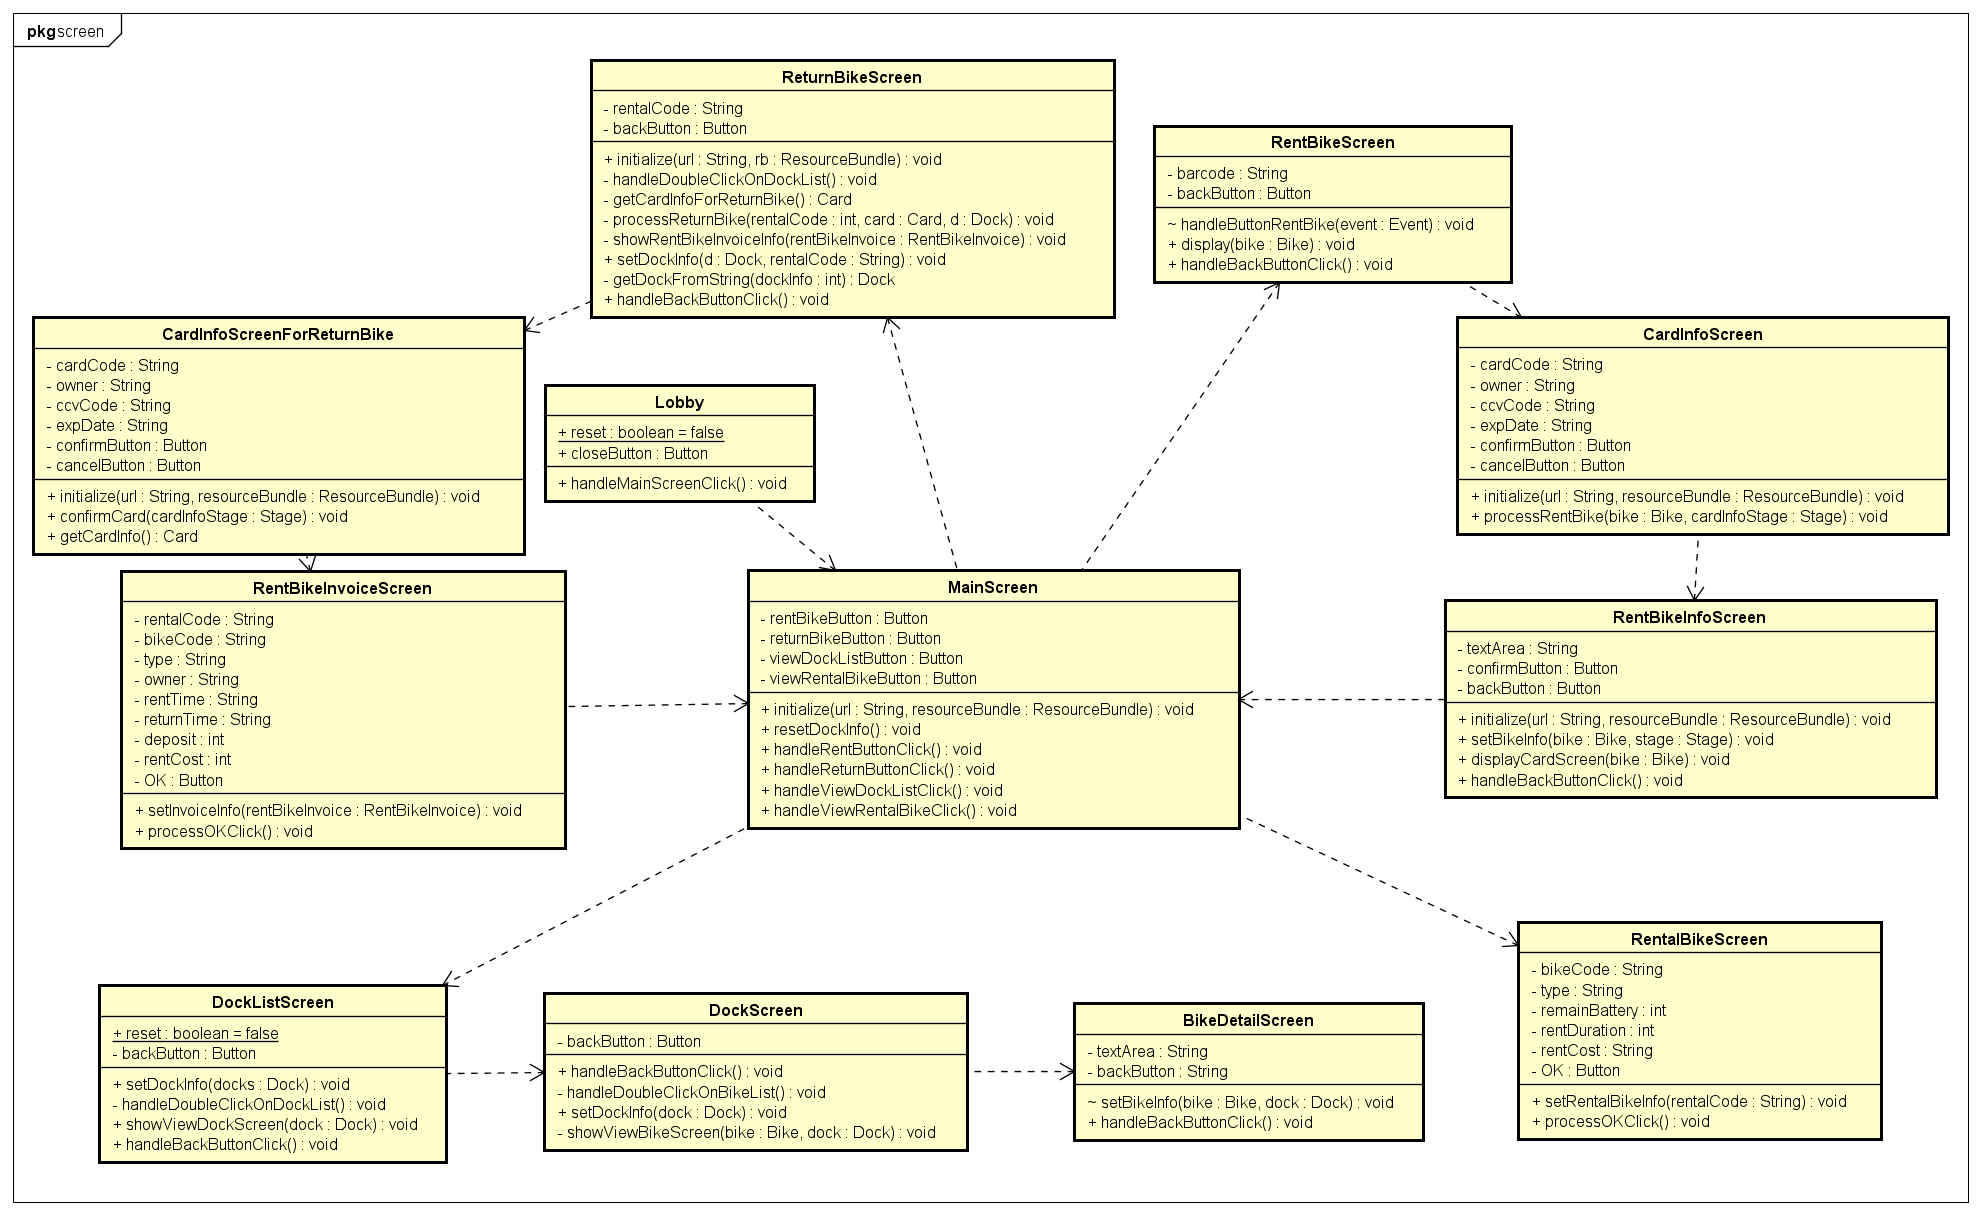 pkg screen
ReturnBikeScreen
- rentalCode : String
- backButton : Button
+ initialize(url : String, rb : ResourceBundle) : void
- handleDoubleClickOnDockList() : void
- getCardInfoForReturnBike() : Card
- processReturnBike(rentalCode : int, card : Card, d : Dock) : void
- showRentBikeInvoiceInfo(rentBikeInvoice : RentBikeInvoice) : void
+ setDockInfo(d : Dock, rentalCode : String) : void
- getDockFromString(dockInfo : int) : Dock
+ handleBackButtonClick() : void
RentBikeScreen
- barcode : String
- backButton : Button
~ handleButtonRentBike(event : Event) : void
+ display(bike : Bike) : void
+ handleBackButtonClick() : void
CardInfoScreenForReturnBike
- cardCode : String
- owner : String
- ccvCode : String
- expDate : String
- confirmButton : Button
- cancelButton : Button
+ initialize(url : String, resourceBundle : ResourceBundle) : void
+ confirmCard(cardInfoStage : Stage) : void
+ getCardInfo() : Card
Lobby
+ reset : boolean = false
+ closeButton : Button
+ handleMainScreenClick() : void
CardInfoScreen
- cardCode : String
- owner : String
- ccvCode : String
- expDate : String
- confirmButton : Button
- cancelButton : Button
+ initialize(url : String, resourceBundle : ResourceBundle) : void
+ processRentBike(bike : Bike, cardInfoStage : Stage) : void
RentBikeInvoiceScreen
- rentalCode : String
- bikeCode : String
- type : String
- owner : String
- rentTime : String
- returnTime : String
- deposit : int
- rentCost : int
- OK : Button
+ setInvoiceInfo(rentBikeInvoice : RentBikeInvoice) : void
+ processOKClick() : void
MainScreen
- rentBikeButton : Button
- returnBikeButton : Button
- viewDockListButton : Button
- viewRentalBikeButton : Button
+ initialize(url : String, resourceBundle : ResourceBundle) : void
+ resetDockInfo() : void
+ handleRentButtonClick() : void
+ handleReturnButtonClick() : void
+ handleViewDockListClick() : void
+ handleViewRentalBikeClick() : void
RentBikeInfoScreen
- textArea : String
- confirmButton : Button
- backButton : Button
+ initialize(url : String, resourceBundle : ResourceBundle) : void
+ setBikeInfo(bike : Bike, stage : Stage) : void
+ displayCardScreen(bike : Bike) : void
+ handleBackButtonClick() : void
DockListScreen
+ reset : boolean = false
- backButton : Button
+ setDockInfo(docks : Dock) : void
- handleDoubleClickOnDockList() : void
+ showViewDockScreen(dock : Dock) : void
+ handleBackButtonClick() : void
DockScreen
- backButton : Button
+ handleBackButtonClick() : void
- handleDoubleClickOnBikeList() : void
+ setDockInfo(dock : Dock) : void
- showViewBikeScreen(bike : Bike, dock : Dock) : void
BikeDetailScreen
- textArea : String
- backButton : String
~ setBikeInfo(bike : Bike, dock : Dock) : void
+ handleBackButtonClick() : void
RentalBikeScreen
- bikeCode : String
- type : String
- remainBattery : int
- rentDuration : int
- rentCost : String
- OK : Button
+ setRentalBikeInfo(rentalCode : String) : void
+ processOKClick() : void